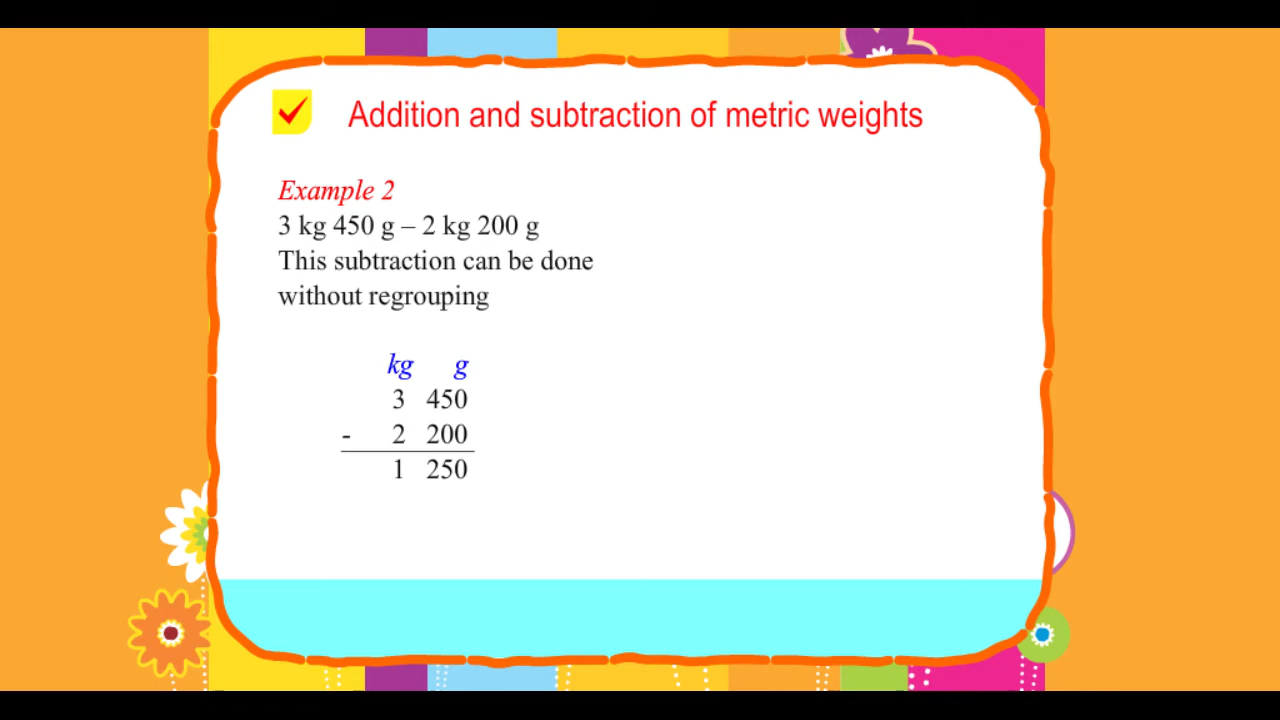 Addition and subtraction of metric weights
Example 2
3 kg 450 g – 2 kg 200 g
This subtraction can be done
without regrouping
kg g
3 450
- 2 200
1 250